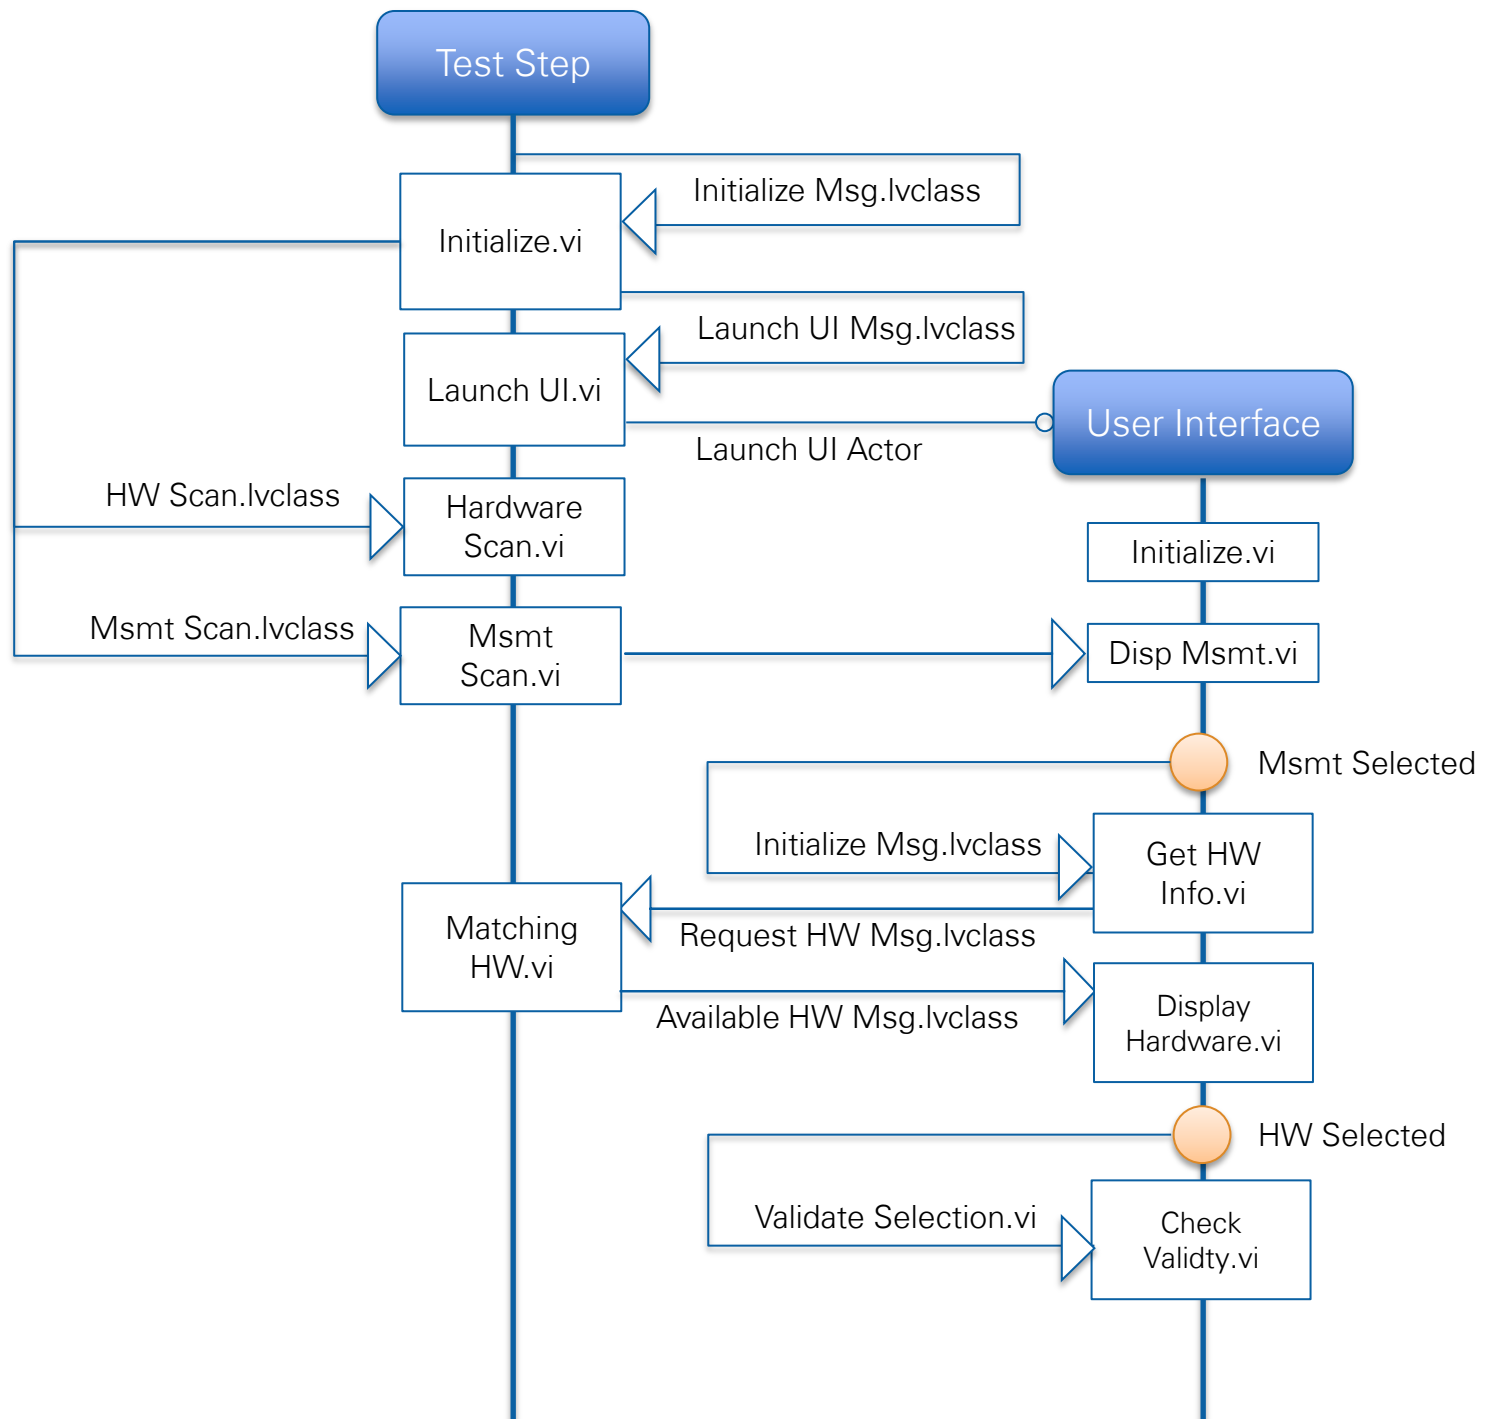 Test Step
Initialize Msg.lvclass
Initialize.vi
Launch UI Msg.lvclass
Launch UI.vi
User Interface
Launch UI Actor
HW Scan.lvclass
Hardware
Scan.vi
Initialize.vi
Msmt Scan.lvclass
Msmt
Scan.vi
Disp Msmt.vi
Msmt Selected
Initialize Msg.lvclass
Get HW
Info.vi
Matching
HW.vi
Request HW Msg.lvclass
Available HW Msg.lvclass
Display
Hardware.vi
HW Selected
Validate Selection.vi
Check
Validty.vi